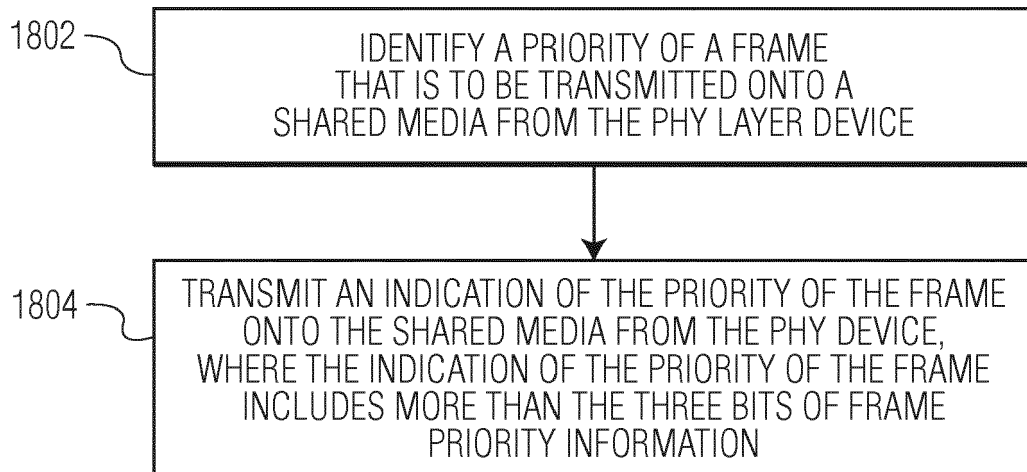 1802
IDENTIFY A PRIORITY OF A FRAME
THAT IS TO BE TRANSMITTED ONTO A
SHARED MEDIA FROM THE PHY LAYER DEVICE
1804
TRANSMIT AN INDICATION OF THE PRIORITY OF THE FRAME
ONTO THE SHARED MEDIA FROM THE PHY DEVICE,
WHERE THE INDICATION OF THE PRIORITY OF THE FRAME
INCLUDES MORE THAN THE THREE BITS OF FRAME
PRIORITY INFORMATION